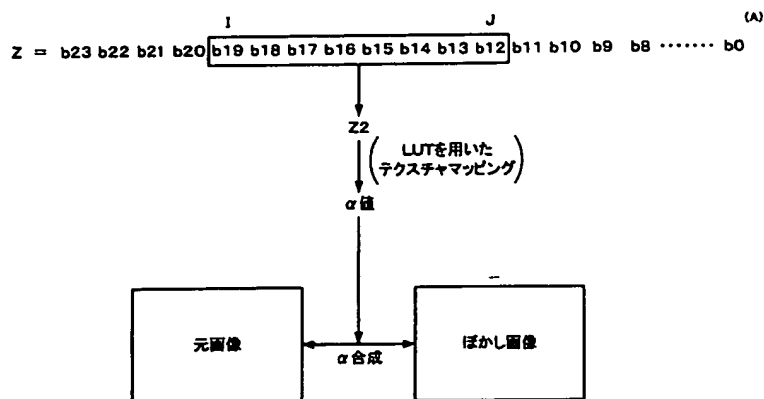 (A)
I J
Z = b23 b22 b21 b20 b19 b18 b17 b16 b15 b14 b13 b12 b11 b10 b9 b8 ······· b0
Z2
(LUTを用いた
テクスチャマッピング)
α値
元画像
α合成
ぼかし画像